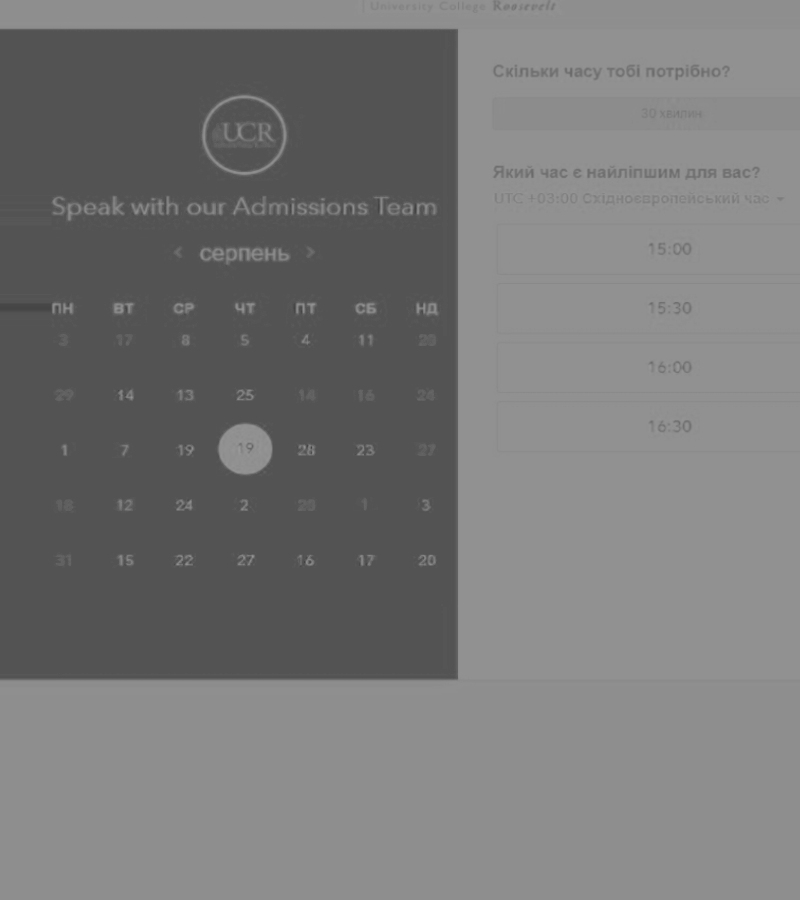 University College Roosevelt
UCR
Speak with our Admissions Team
< серпень >
ПН ВТ СР ЧТ ПТ СБ НД
3 17 8 5 4 11 23
29 14 13 25 14 16 24
1 7 19 19 28 23 27
18 12 24 2 25 1 3
31 15 22 27 16 17 20
Скільки часу тобі потрібно?
30 хвилин
Який час є найліпшим для вас?
UTC +03:00 Східноєвропейський час
15:00
15:30
16:00
16:30